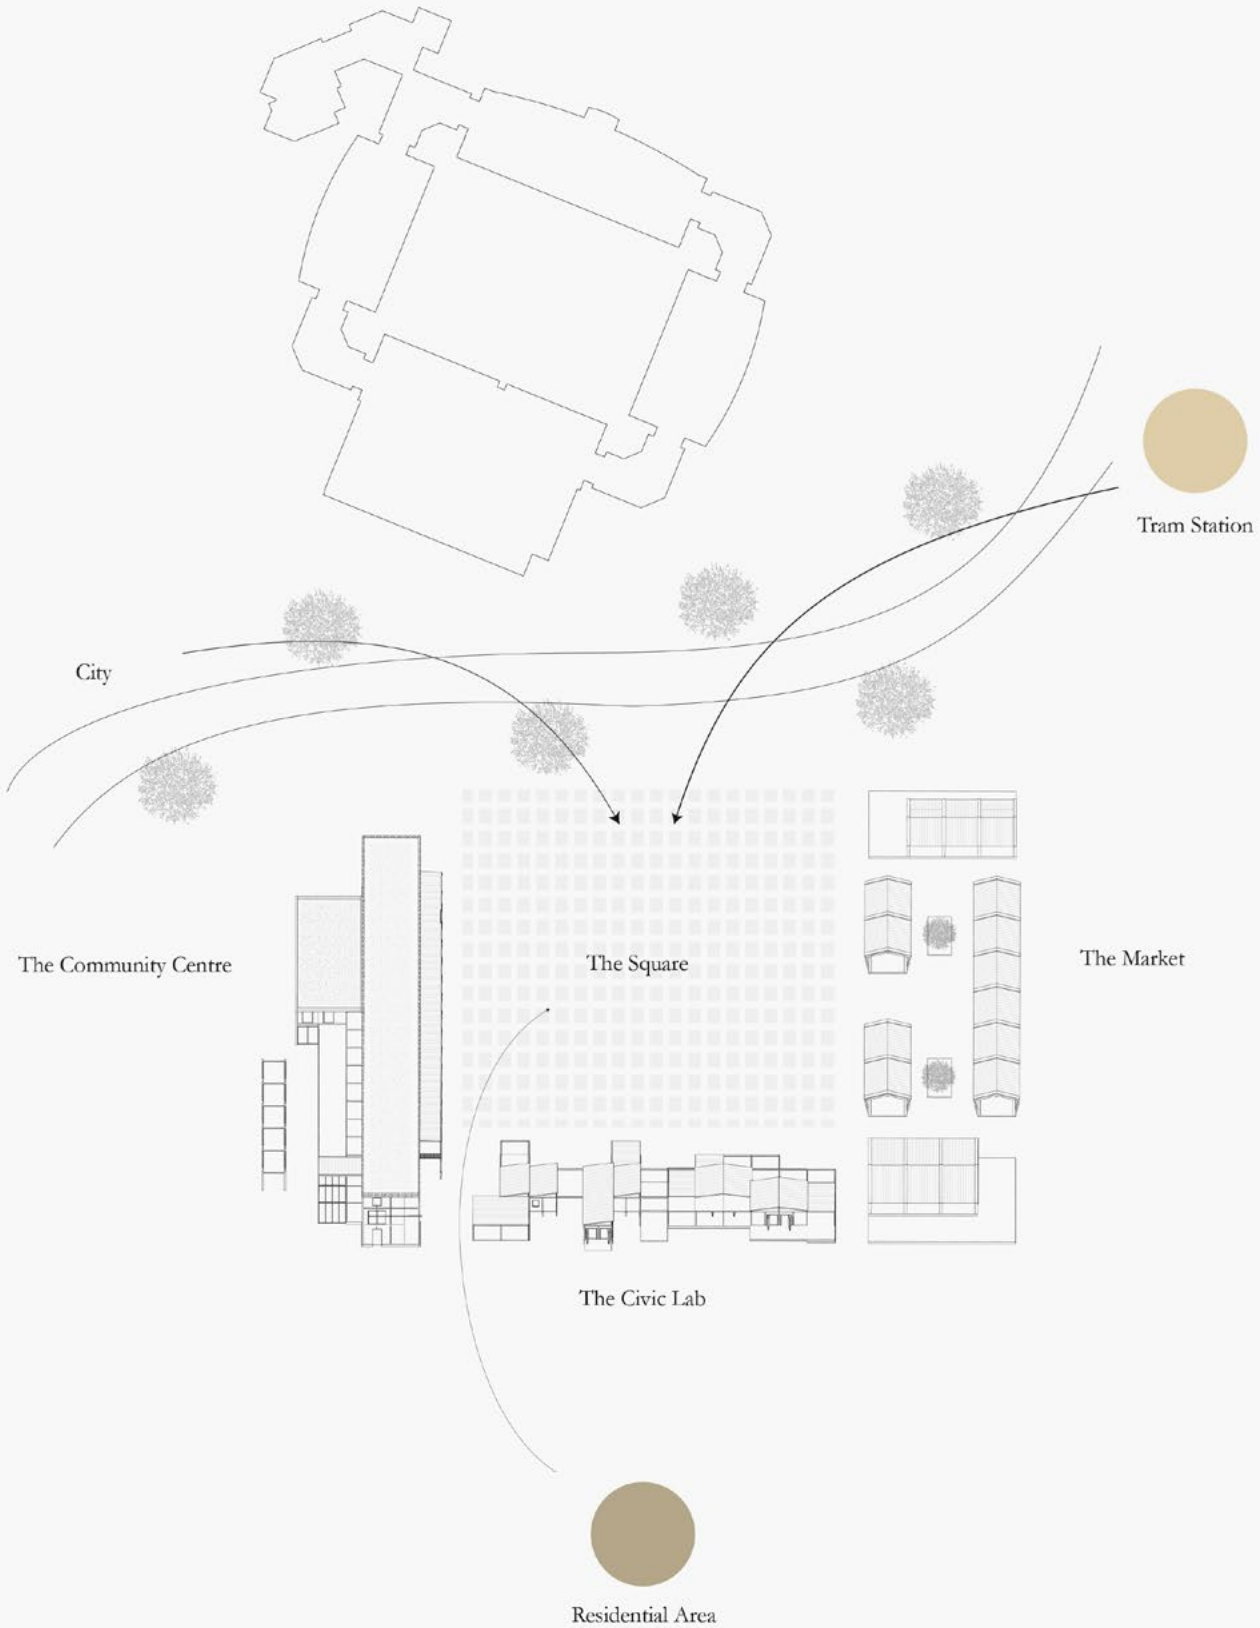 Tram Station
City
The Community Centre
The Square
The Market
The Civic Lab
Residential Area